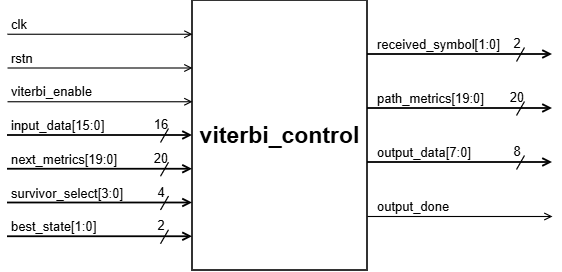 clk
rstn
viterbi_enable
input_data[15:0] 16
next_metrics[19:0] 20
survivor_select[3:0] 4
best_state[1:0] 2
viterbi_control
received_symbol[1:0] 2
path_metrics[19:0] 20
output_data[7:0] 8
output_done